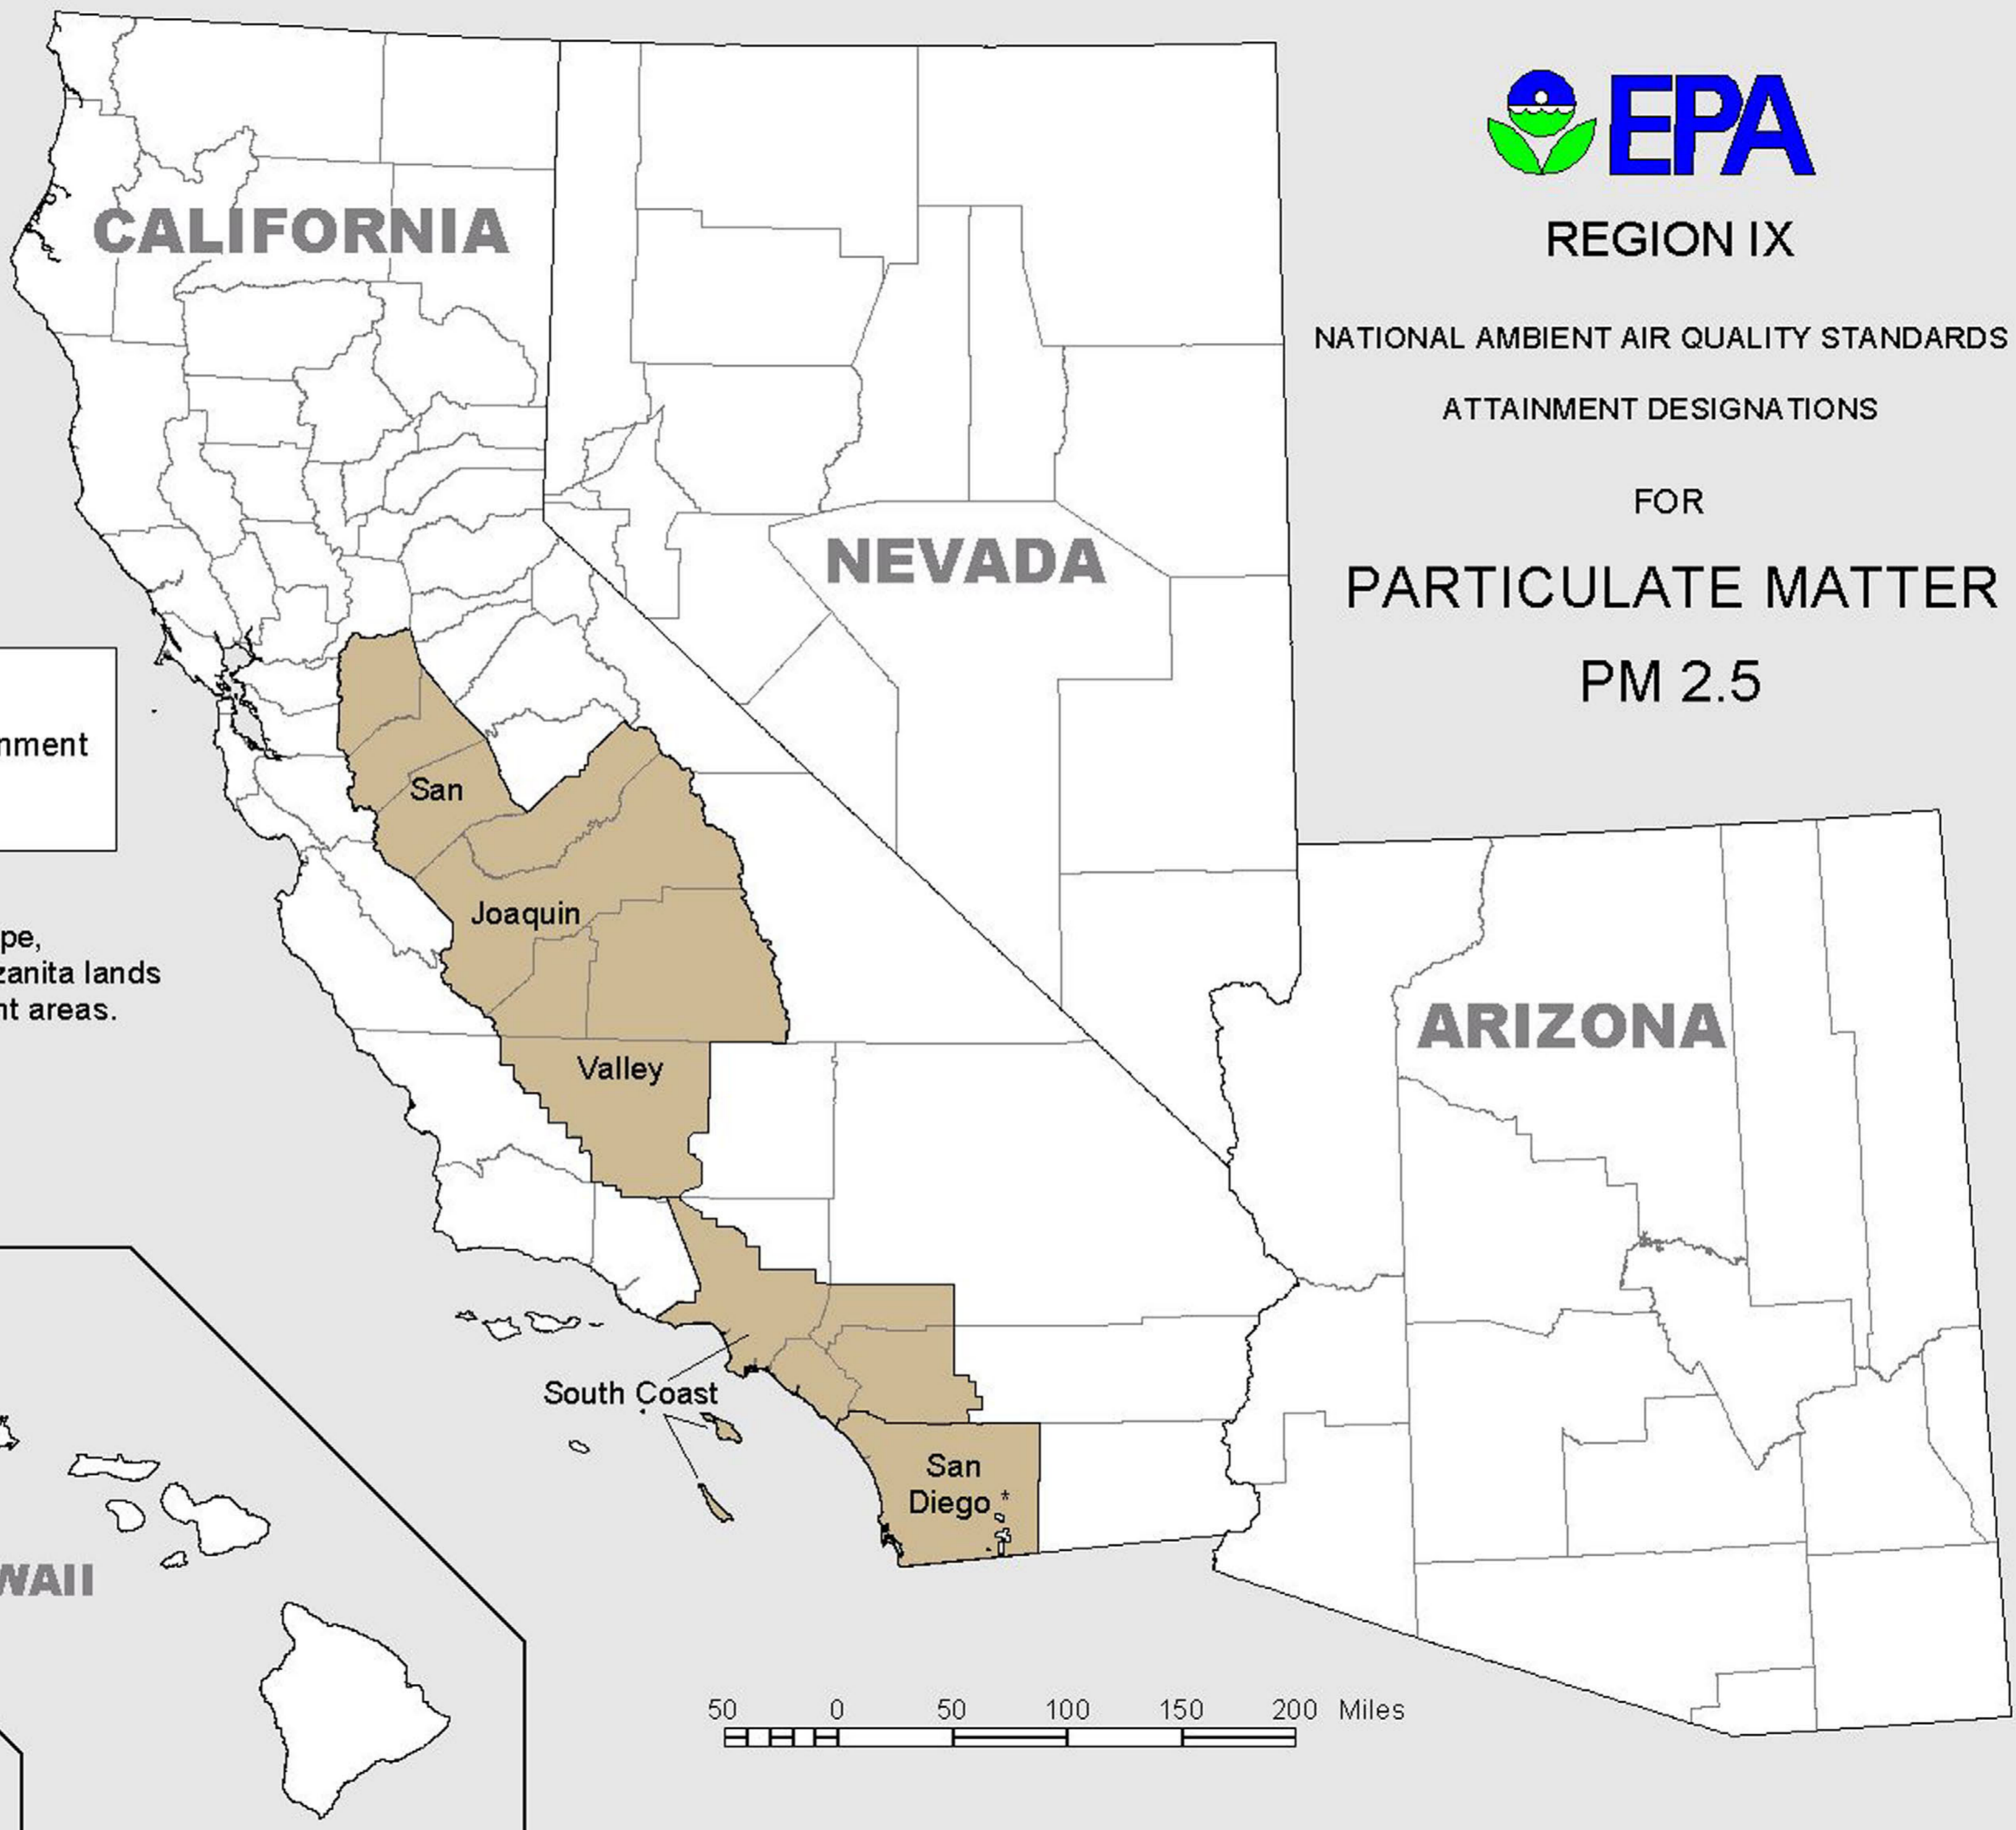 EPA
REGION IX
NATIONAL AMBIENT AIR QUALITY STANDARDS
ATTAINMENT DESIGNATIONS
FOR
PARTICULATE MATTER
PM 2.5
CALIFORNIA
NEVADA
ARIZONA
nment
pe,
zanita lands
nt areas.
San
Joaquin
Valley
South Coast
San
Diego *
WAII
50 0 50 100 150 200 Miles